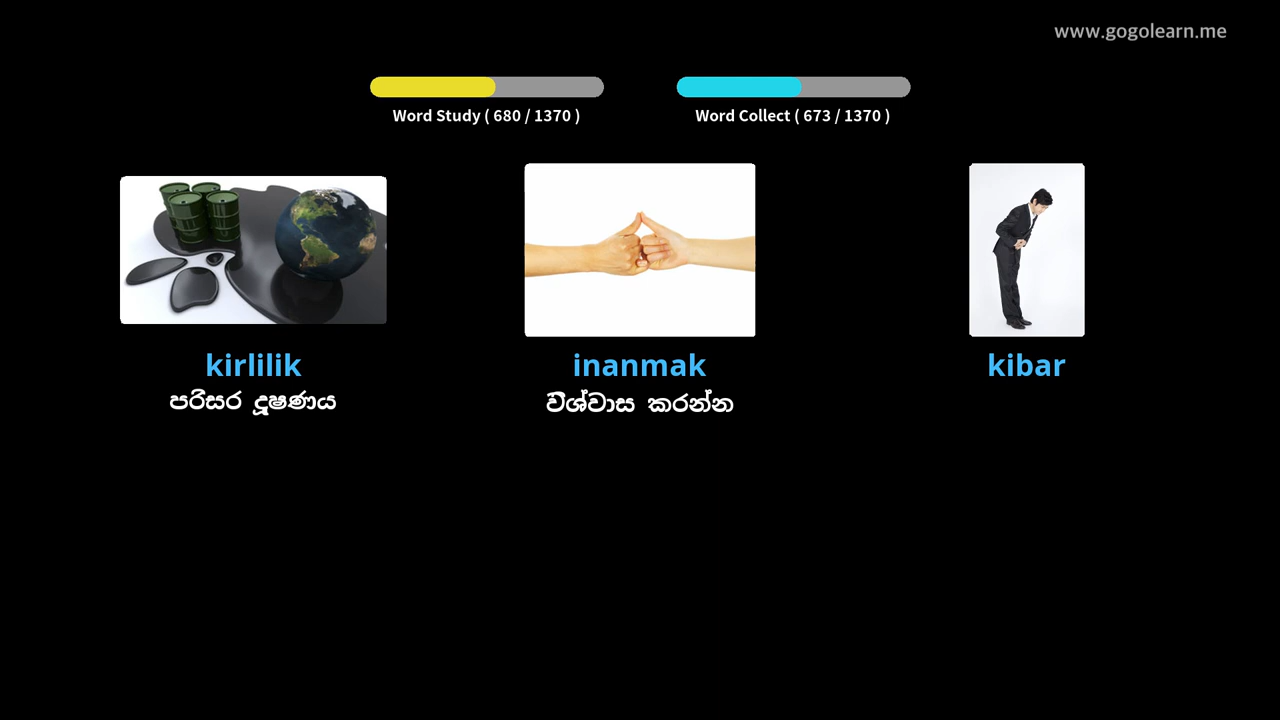 www.gogolearn.me
Word Study ( 680 / 1370 )
Word Collect ( 673 / 1370 )
kirlilik
පරිසර දූෂණය
inanmak
විශ්වාස කරන්න
kibar